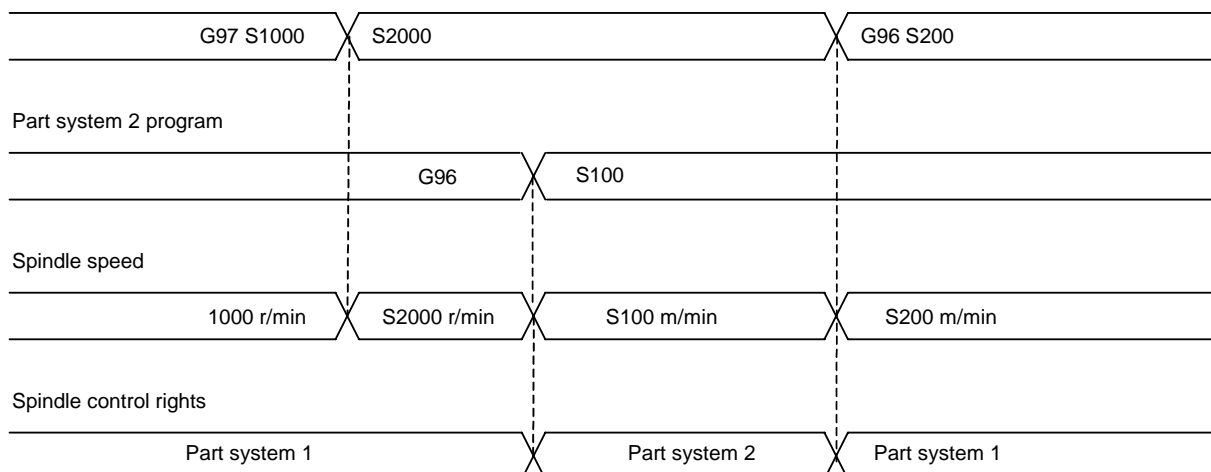 G97 S1000 S2000 G96 S200
Part system 2 program
G96 S100
Spindle speed
1000 r/min S2000 r/min S100 m/min S200 m/min
Spindle control rights
Part system 1 Part system 2 Part system 1